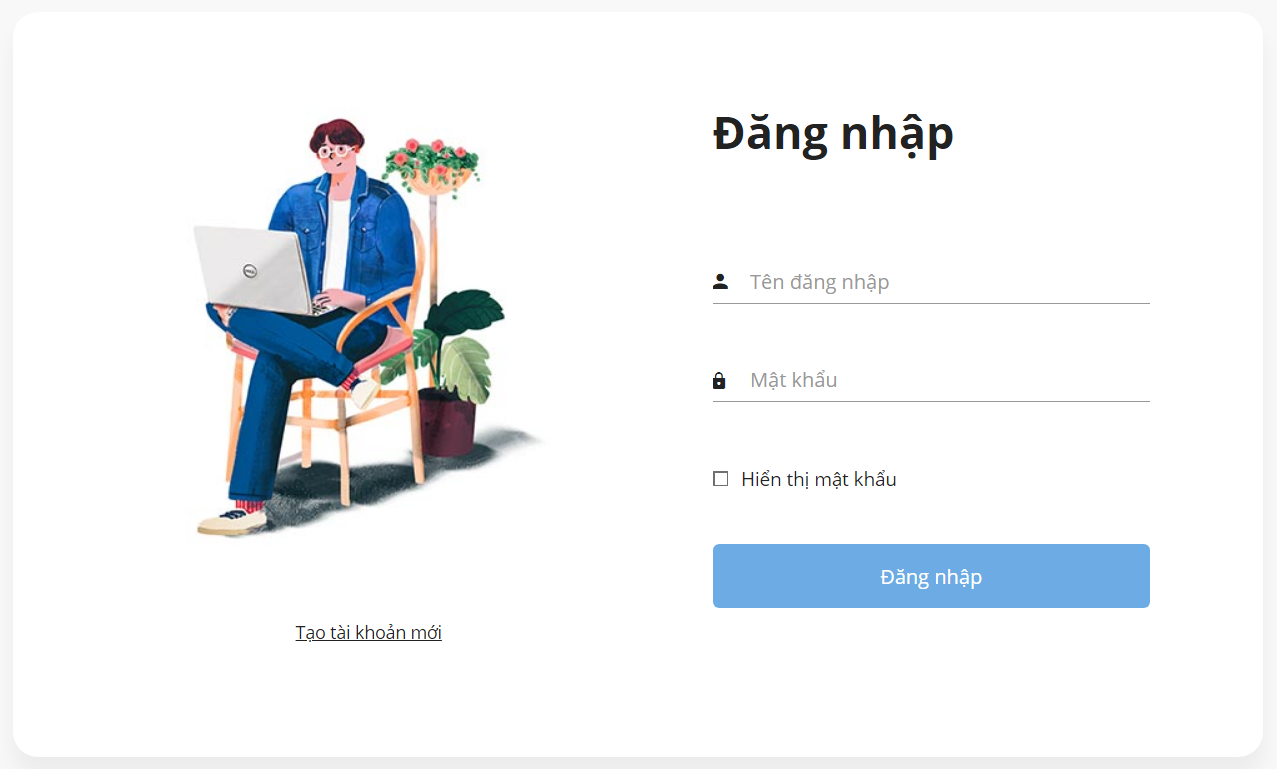 Đăng nhập
Tên đăng nhập
Mật khẩu
Hiển thị mật khẩu
Đăng nhập
Tạo tài khoản mới